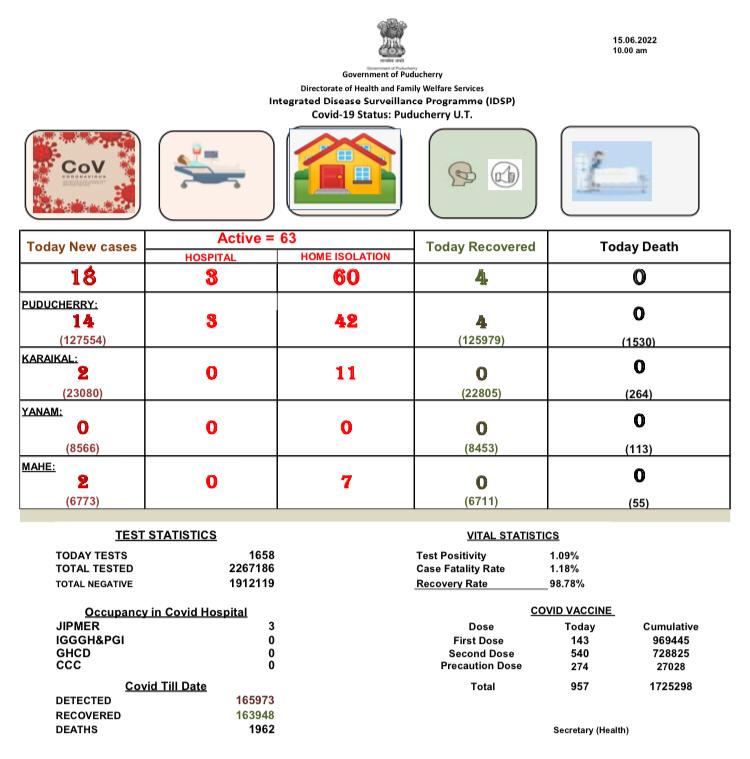 15.06.2022
10.00 am
Government of Puducherry
Government of Puducherry
Directorate of Health and Family Welfare Services
Integrated Disease Surveillance Programme (IDSP)
Covid-19 Status: Puducherry U.T.
CoV
CORONAVIRUS
Today New cases
Active = 63
HOSPITAL
HOME ISOLATION
Today Recovered
Today Death
18
3
60
4
0
PUDUCHERRY:
14
3
42
4
0
(127554)
(125979)
(1530)
KARAIKAL:
2
0
11
0
0
(23080)
(22805)
(264)
YANAM:
0
0
0
0
0
(8566)
(8453)
(113)
MAHE:
2
0
7
0
0
(6773)
(6711)
(55)
TEST STATISTICS
TODAY TESTS 1658
TOTAL TESTED 2267186
TOTAL NEGATIVE 1912119
VITAL STATISTICS
Test Positivity 1.09%
Case Fatality Rate 1.18%
Recovery Rate 98.78%
Occupancy in Covid Hospital
JIPMER 3
IGGGH&PGI 0
GHCD 0
CCC 0
COVID VACCINE
Dose Today Cumulative
First Dose 143 969445
Second Dose 540 728825
Precaution Dose 274 27028
Total 957 1725298
Covid Till Date
DETECTED 165973
RECOVERED 163948
DEATHS 1962
Secretary (Health)